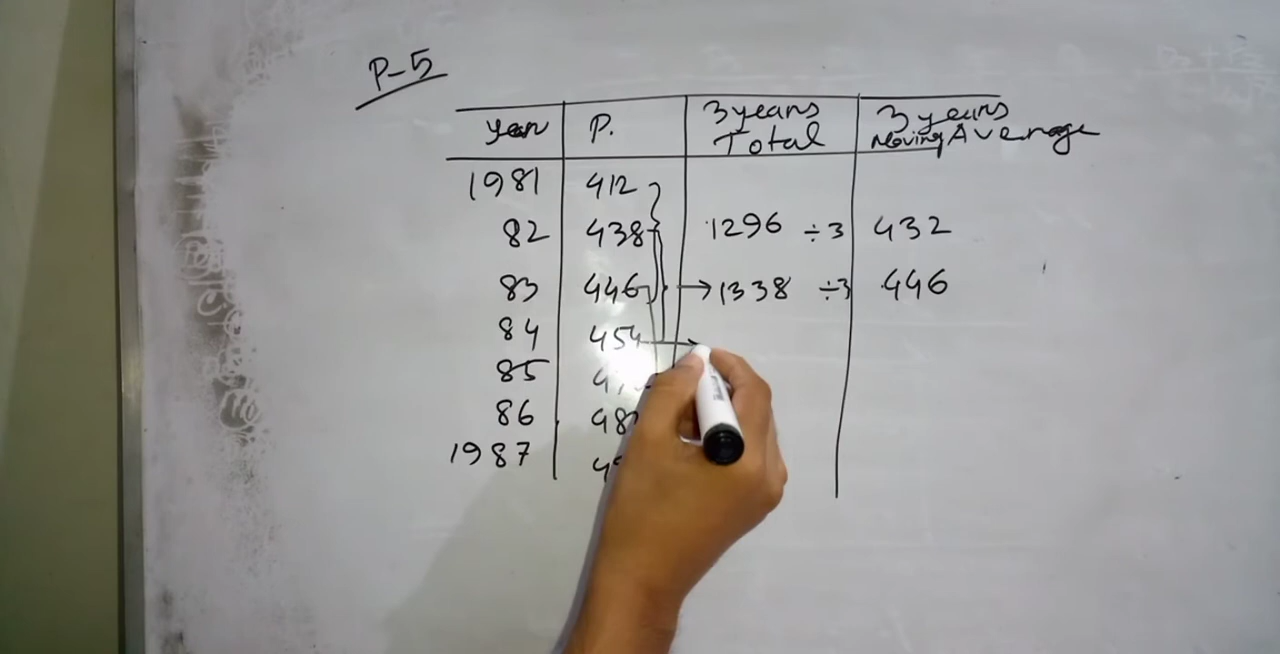 P-5
Year P. 3 years Total 3 years Moving Average
1981 412
82 438 1296 ÷3 432
83 446 →1338 ÷3 446
84 454 →
85
86
1987